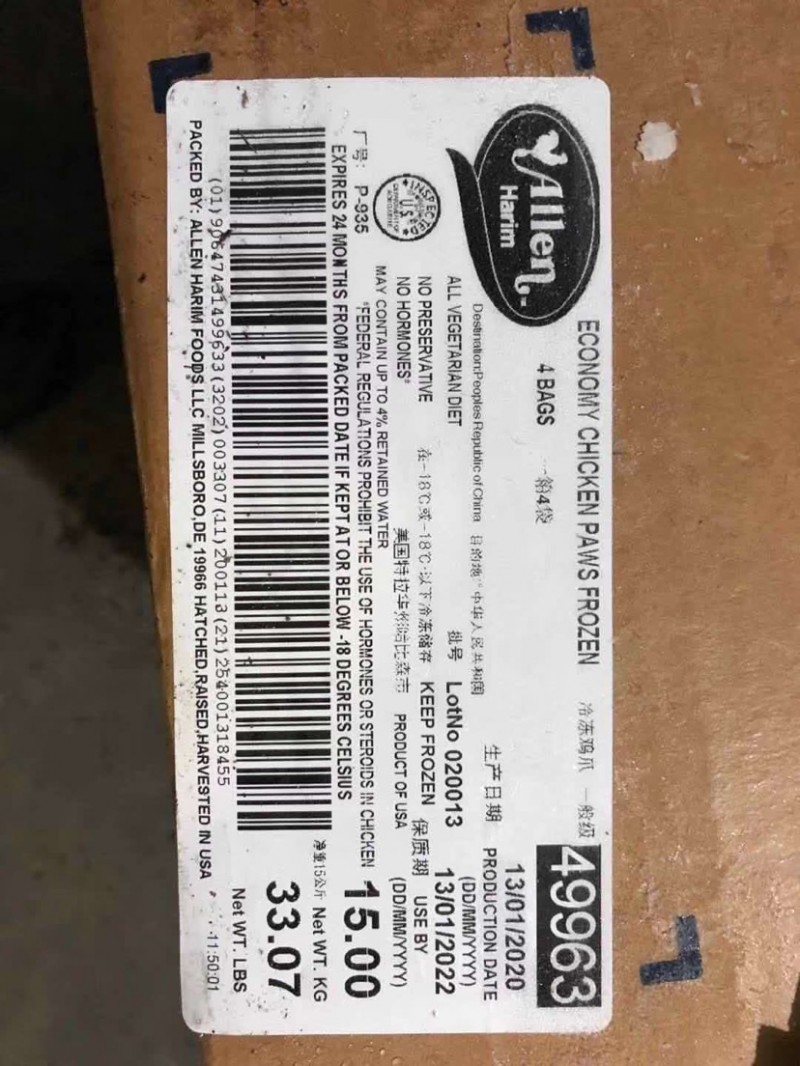 Allen
Harim
ECONOMY CHICKEN PAWS FROZEN 冷冻鸡爪 一般级
49963
4 BAGS 一箱4袋
Destination:Peoples Republic of China 目的地: 中华人民共和国
生产日期 PRODUCTION DATE
13/01/2020
(DD/MM/YYYY)
ALL VEGETARIAN DIET
批号 LotNo 020013
13/01/2022
NO PRESERVATIVE 在-18℃或-18℃以下冷冻储存 KEEP FROZEN 保质期 USE BY
NO HORMONES*
美国特拉华州哈比森市 PRODUCT OF USA (DD/MM/YYYY)
MAY CONTAIN UP TO 4% RETAINED WATER
*FEDERAL REGULATIONS PROHIBIT THE USE OF HORMONES OR STEROIDS IN CHICKEN
厂号: P-935
EXPIRES 24 MONTHS FROM PACKED DATE IF KEPT AT OR BELOW -18 DEGREES CELSIUS
15.00
净重15公斤 Net WT. KG
33.07
Net WT. LBS
(01)90647431499633(3202)003307(11)200113(21)254001318455
PACKED BY: ALLEN HARIM FOODS LLC MILLSBORO,DE 19966 HATCHED,RAISED,HARVESTED IN USA
11:50:01